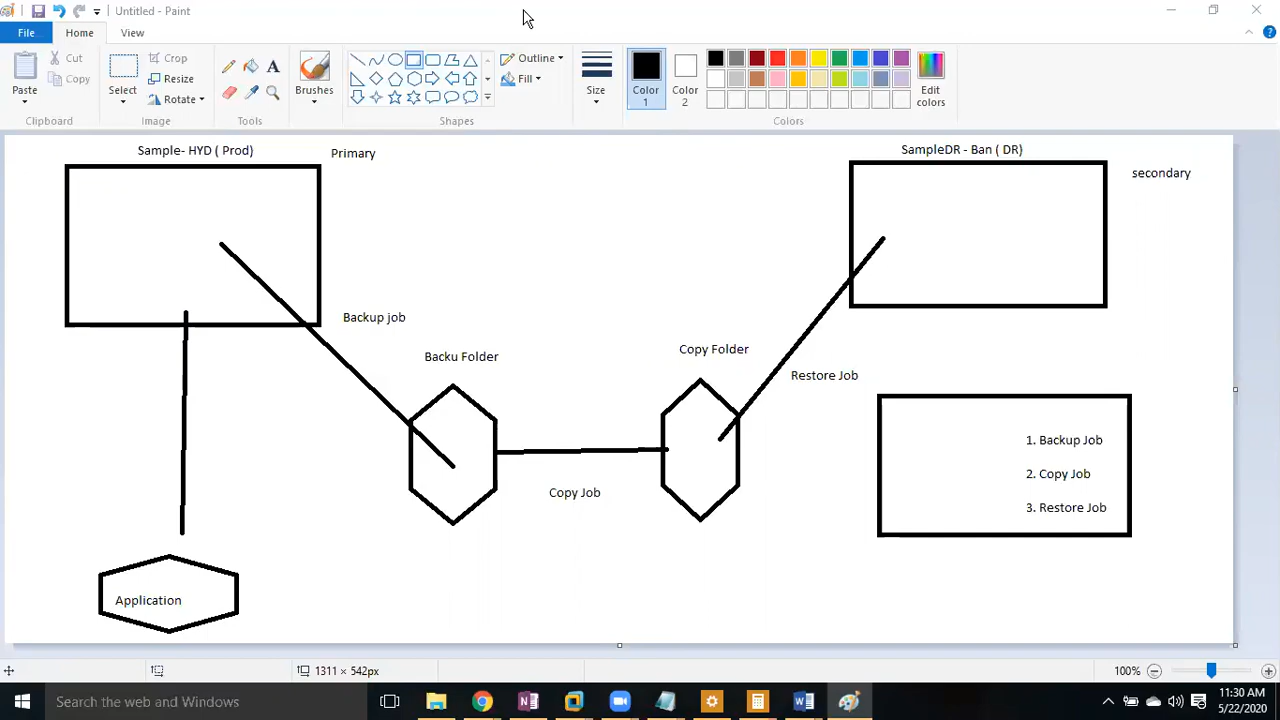 Untitled - Paint
File
Home
View
Paste
Cut
Copy
Clipboard
Select
Crop
Resize
Rotate
Image
Tools
Brushes
Shapes
Outline
Fill
Size
Color
1
Color
2
Edit
colors
Colors
Sample- HYD ( Prod)
Primary
SampleDR - Ban ( DR)
secondary
Backup job
Backu Folder
Copy Folder
Restore Job
Copy Job
1. Backup Job
2. Copy Job
3. Restore Job
Application
1311 × 542px
100%
Search the web and Windows
11:30 AM
5/22/2020